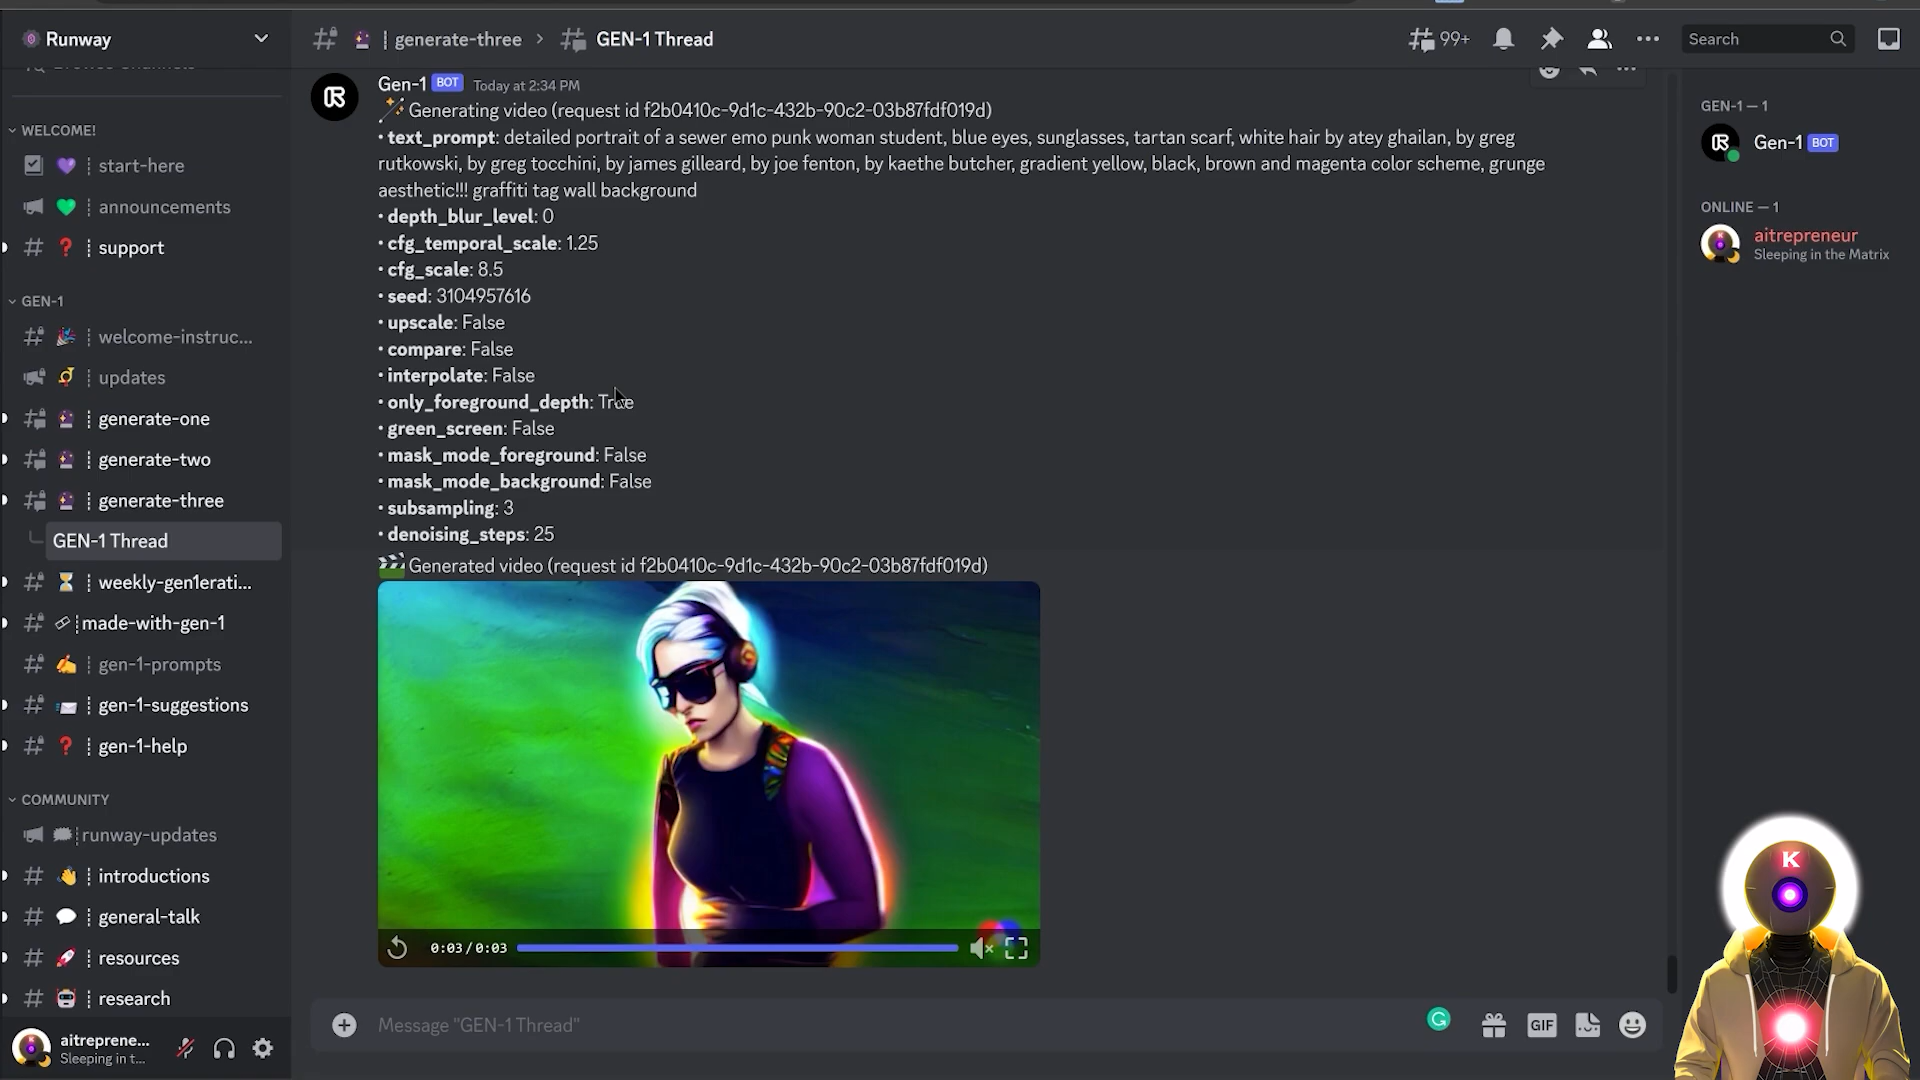 Runway
WELCOME!
start-here
announcements
support
GEN-1
welcome-instruc...
updates
generate-one
generate-two
generate-three
GEN-1 Thread
weekly-gen1erati...
made-with-gen-1
gen-1-prompts
gen-1-suggestions
gen-1-help
COMMUNITY
runway-updates
introductions
general-talk
resources
research
aitreprene...
Sleeping in t...
generate-three > GEN-1 Thread
99+
Search
Gen-1 BOT Today at 2:34 PM
Generating video (request id f2b0410c-9d1c-432b-90c2-03b87fdf019d)
• text_prompt: detailed portrait of a sewer emo punk woman student, blue eyes, sunglasses, tartan scarf, white hair by atey ghailan, by greg
rutkowski, by greg tocchini, by james gilleard, by joe fenton, by kaethe butcher, gradient yellow, black, brown and magenta color scheme, grunge
aesthetic!!! graffiti tag wall background
• depth_blur_level: 0
• cfg_temporal_scale: 1.25
• cfg_scale: 8.5
• seed: 3104957616
• upscale: False
• compare: False
• interpolate: False
• only_foreground_depth: True
• green_screen: False
• mask_mode_foreground: False
• mask_mode_background: False
• subsampling: 3
• denoising_steps: 25
Generated video (request id f2b0410c-9d1c-432b-90c2-03b87fdf019d)
0:03/0:03
Message "GEN-1 Thread"
GIF
GEN-1 — 1
Gen-1 BOT
ONLINE — 1
aitrepreneur
Sleeping in the Matrix
K